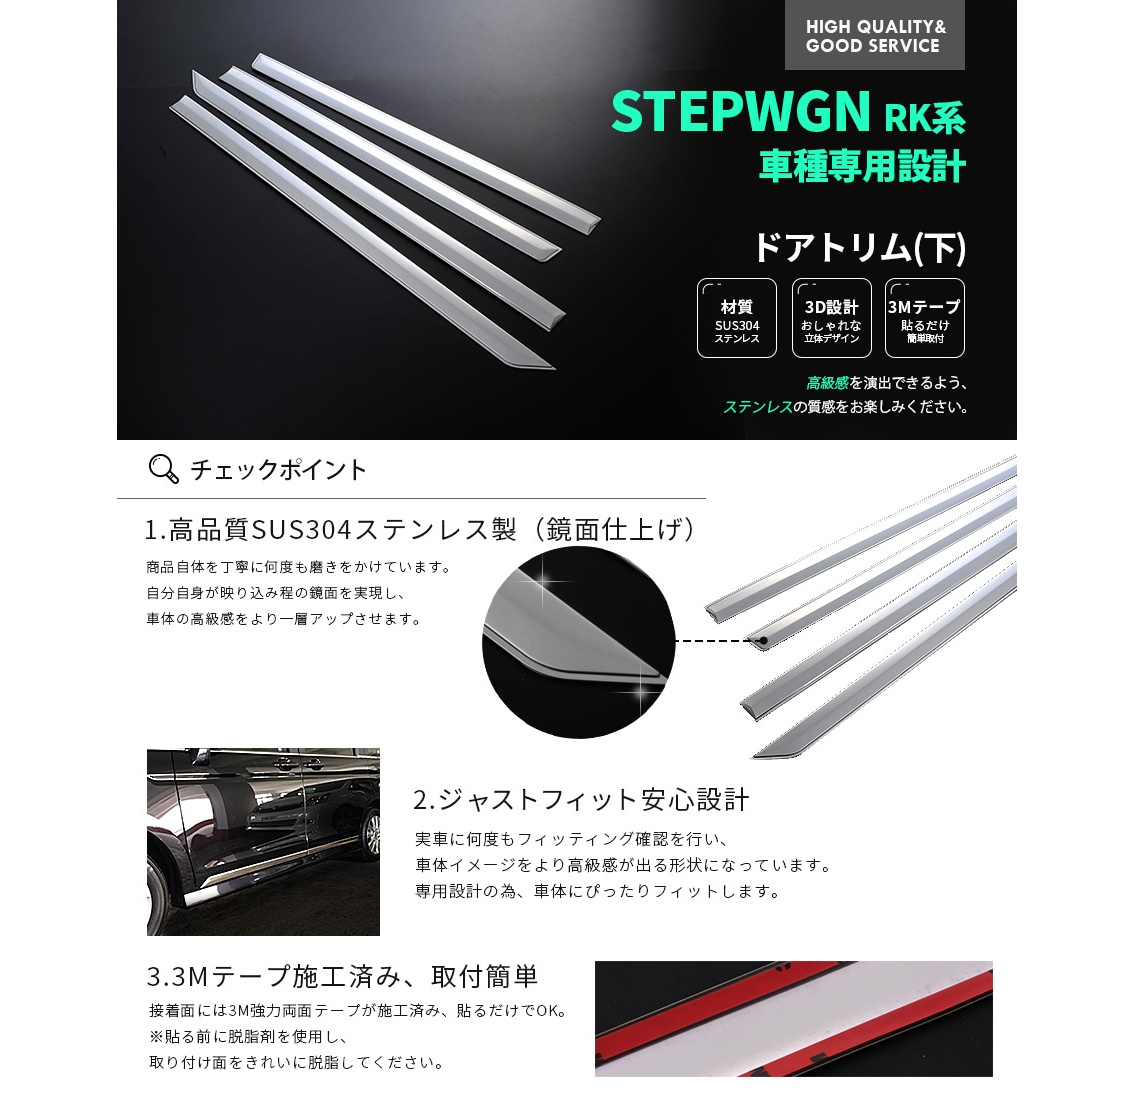 HIGH QUALITY&
GOOD SERVICE
STEPWGN RK系
車種専用設計
ドアトリム(下)
材質
SUS304
ステンレス
3D設計
おしゃれな
立体デザイン
3Mテープ
貼るだけ
簡単取付
高級感を演出できるよう、
ステンレスの質感をお楽しみください。
チェックポイント
1.高品質SUS304ステンレス製（鏡面仕上げ）
商品自体を丁寧に何度も磨きをかけています。
自分自身が映り込み程の鏡面を実現し、
車体の高級感をより一層アップさせます。
2.ジャストフィット安心設計
実車に何度もフィッティング確認を行い、
車体イメージをより高級感が出る形状になっています。
専用設計の為、車体にぴったりフィットします。
3.3Mテープ施工済み、取付簡単
接着面には3M強力両面テープが施工済み、貼るだけでOK。
※貼る前に脱脂剤を使用し、
取り付け面をきれいに脱脂してください。